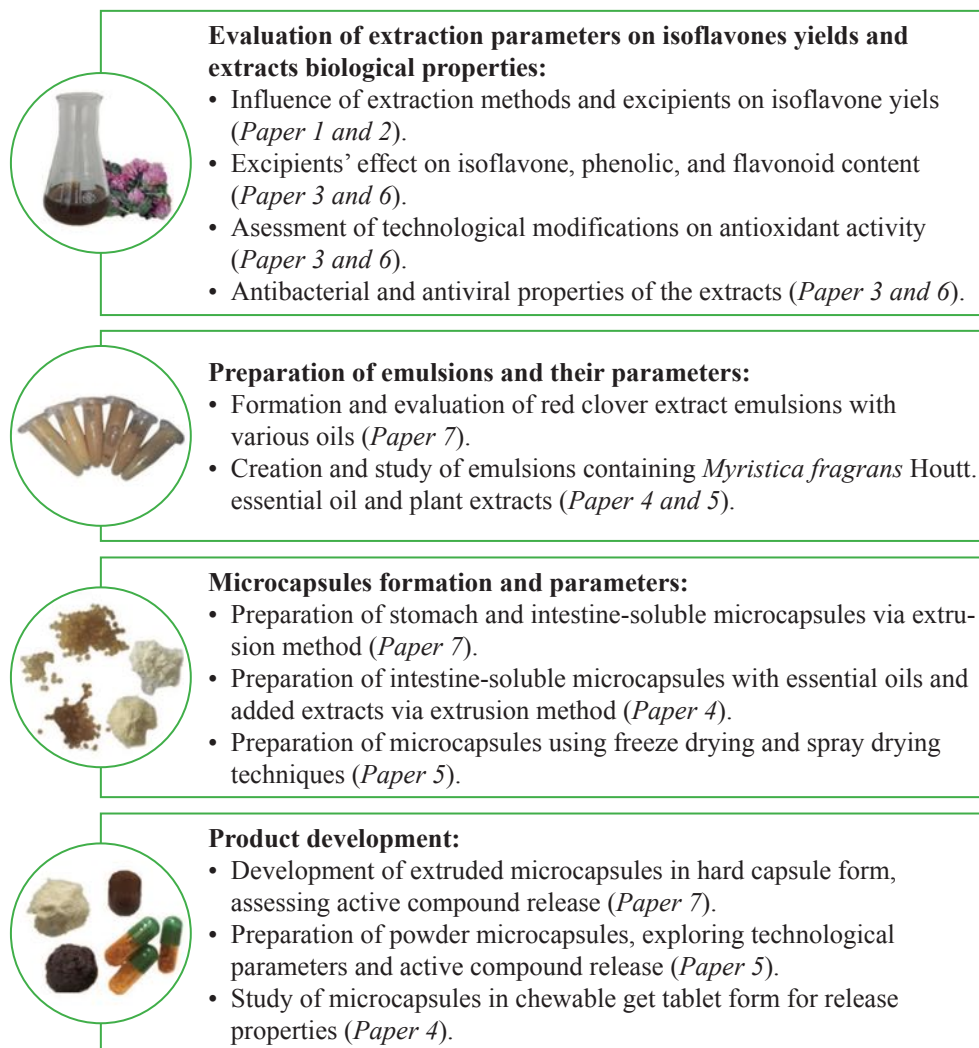 Evaluation of extraction parameters on isoflavones yields and
extracts biological properties:
• Influence of extraction methods and excipients on isoflavone yiels
(Paper 1 and 2).
• Excipients’ effect on isoflavone, phenolic, and flavonoid content
(Paper 3 and 6).
• Asessment of technological modifications on antioxidant activity
(Paper 3 and 6).
• Antibacterial and antiviral properties of the extracts (Paper 3 and 6).
Preparation of emulsions and their parameters:
• Formation and evaluation of red clover extract emulsions with
various oils (Paper 7).
• Creation and study of emulsions containing Myristica fragrans Houtt.
essential oil and plant extracts (Paper 4 and 5).
Microcapsules formation and parameters:
• Preparation of stomach and intestine-soluble microcapsules via extru-
sion method (Paper 7).
• Preparation of intestine-soluble microcapsules with essential oils and
added extracts via extrusion method (Paper 4).
• Preparation of microcapsules using freeze drying and spray drying
techniques (Paper 5).
Product development:
• Development of extruded microcapsules in hard capsule form,
assessing active compound release (Paper 7).
• Preparation of powder microcapsules, exploring technological
parameters and active compound release (Paper 5).
• Study of microcapsules in chewable get tablet form for release
properties (Paper 4).